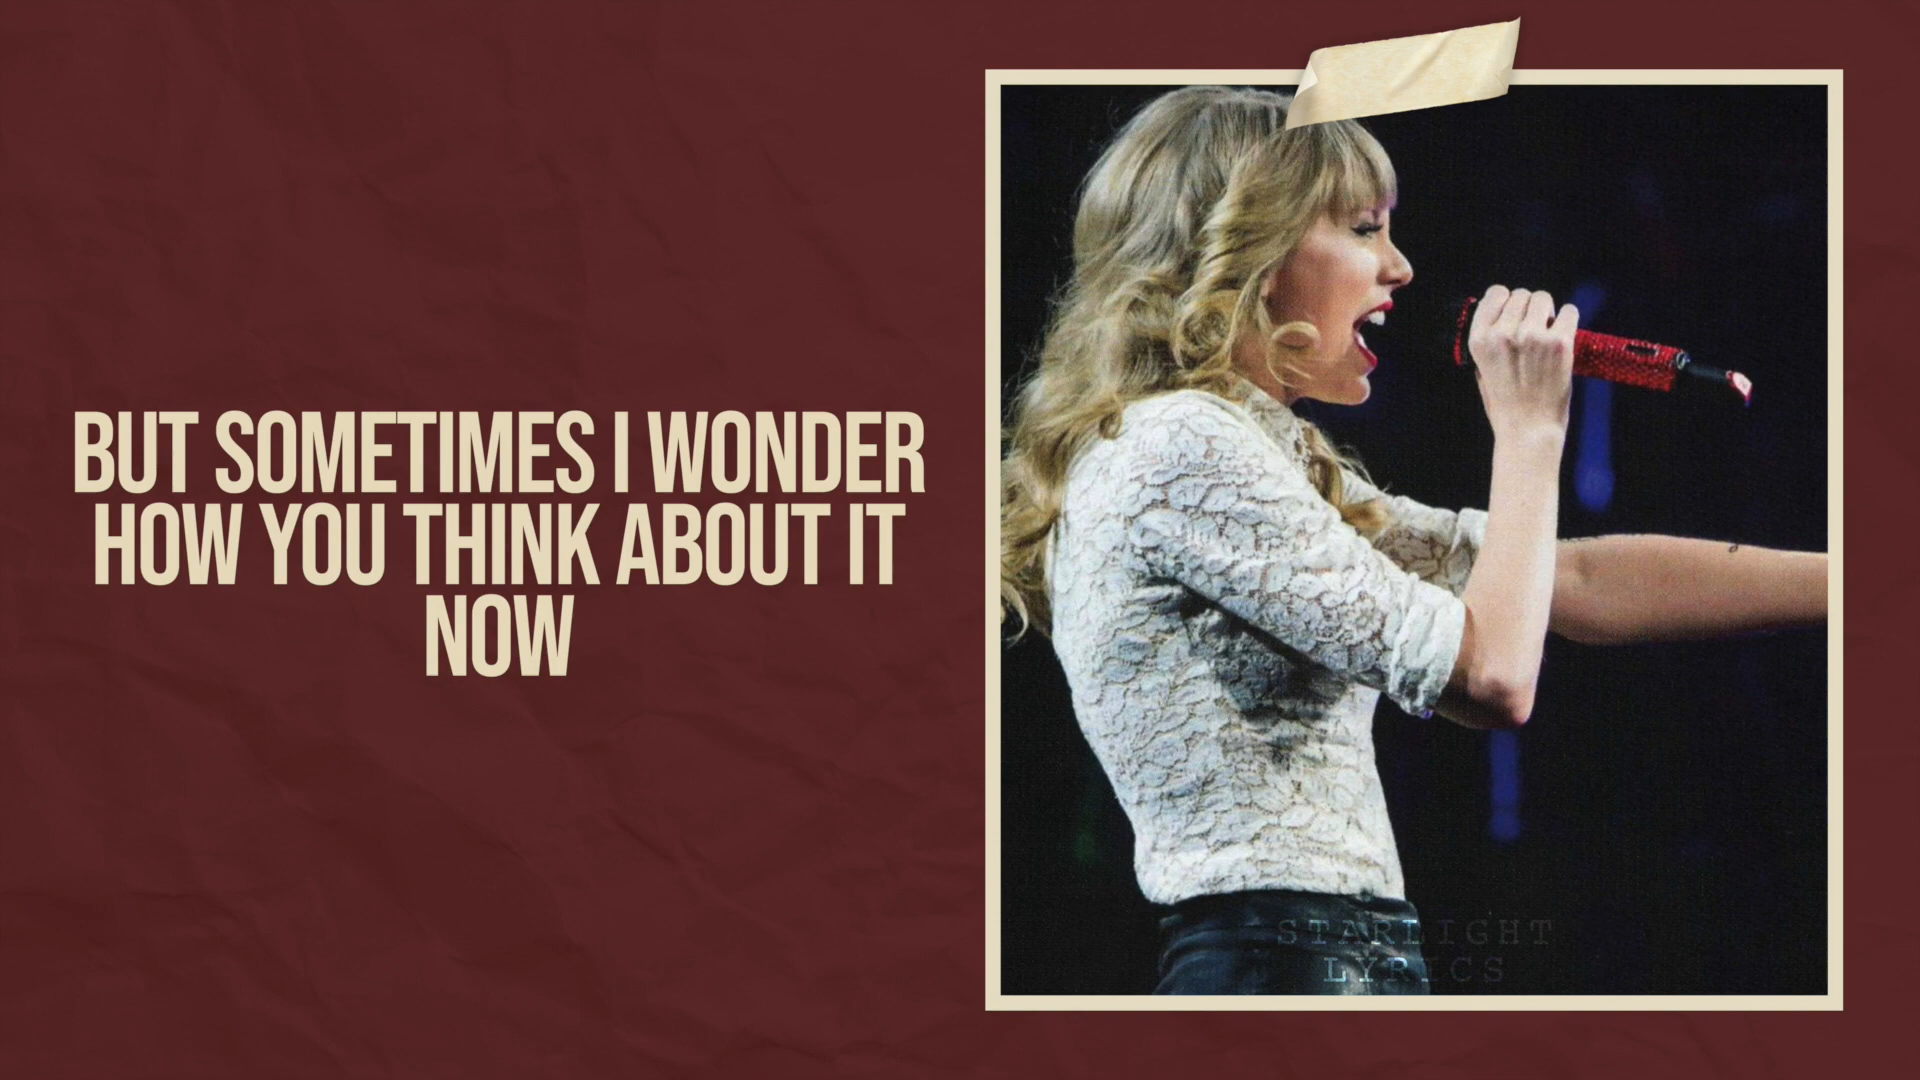 BUT SOMETIMES I WONDER
HOW YOU THINK ABOUT IT
NOW
STARLIGHT
LYRICS